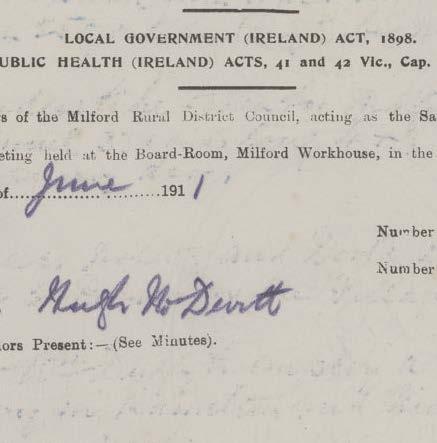 LOCAL GOVERNMENT (IRELAND) ACT, 1898.
UBLIC HEALTH (IRELAND) ACTS, 41 and 42 Vic., Cap.
s of the Milford Rural District Council, acting as the Sa
eting held at the Board-Room, Milford Workhouse, in the
of June 1911
Number
Number
Hugh McDevitt
ors Present:—(See Minutes).